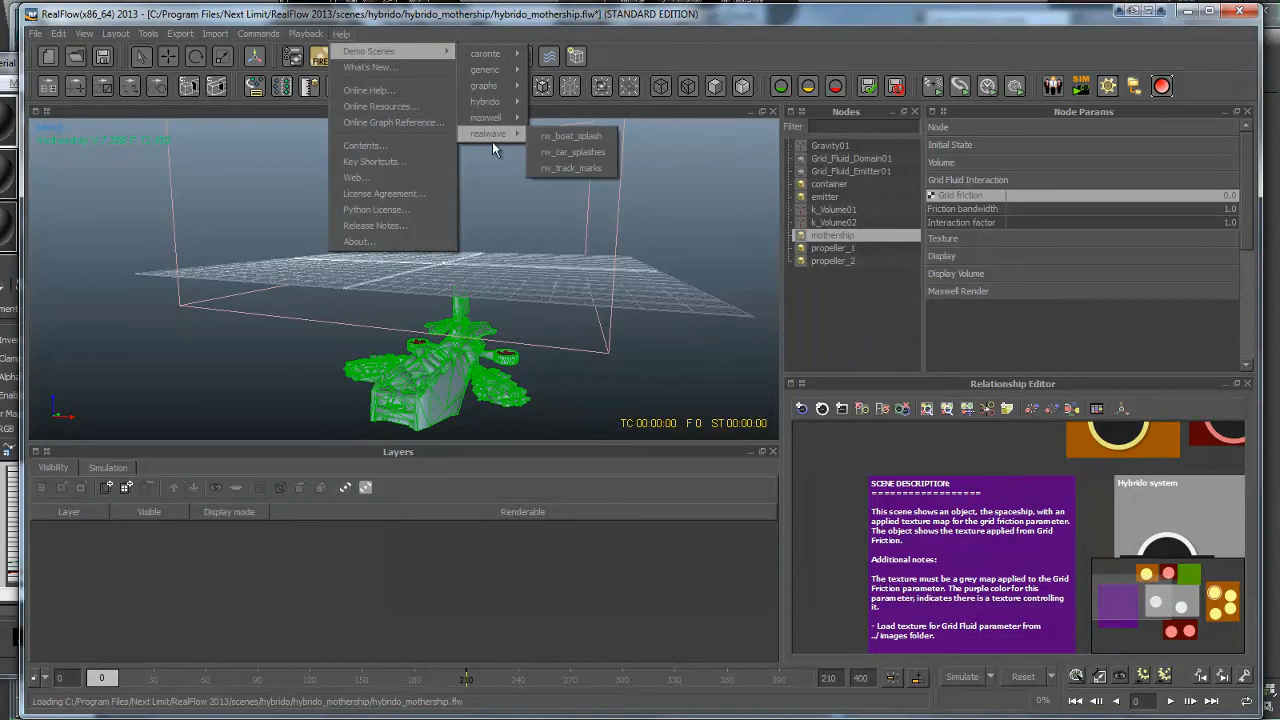 RealFlow(x86_64) 2013 - [C:/Program Files/Next Limit/RealFlow 2013/scenes/hybrido/hybrido_mothership/hybrido_mothership.flw*] (STANDARD EDITION)
File Edit View Layout Tools Export Import Commands Playback Help
Demo Scenes
What's New...
Online Help...
Online Resources...
Online Graph Reference...
Contents...
Key Shortcuts...
Web...
License Agreement...
Python License...
Release Notes...
About...
caronte
generic
graphs
hybrido
maxwell
realwave
rw_boat_splash
rw_car_splashes
rw_track_marks
FIRE
SIM
persp
TC 00:00:00 F 0 ST 00:00:00
Nodes
Filter
Gravity01
Grid_Fluid_Domain01
Grid_Fluid_Emitter01
container
emitter
k_Volume01
k_Volume02
mothership
propeller_1
propeller_2
Node Params
Node
Initial State
Volume
Grid Fluid Interaction
Grid friction 0.0
Friction bandwidth 1.0
Interaction factor 1.0
Texture
Display
Display Volume
Maxwell Render
Relationship Editor
SCENE DESCRIPTION:
==================
This scene shows an object, the spaceship, with an
applied texture map for the grid friction parameter.
The object shows the texture applied from Grid
Friction.
Additional notes:
The texture must be a grey map applied to the Grid
Friction parameter. The purple color for this
parameter, indicates there is a texture controlling
it.
- Load texture for Grid Fluid parameter from
../images folder.
Hybrido system
Layers
Visibility Simulation
Layer Visible Display mode Renderable
0 0 30 60 90 120 150 180 210 240 270 300 330 360 390 210 400
Simulate Reset
0% 0
Loading C:/Program Files/Next Limit/RealFlow 2013/scenes/hybrido/hybrido_mothership/hybrido_mothership.flw